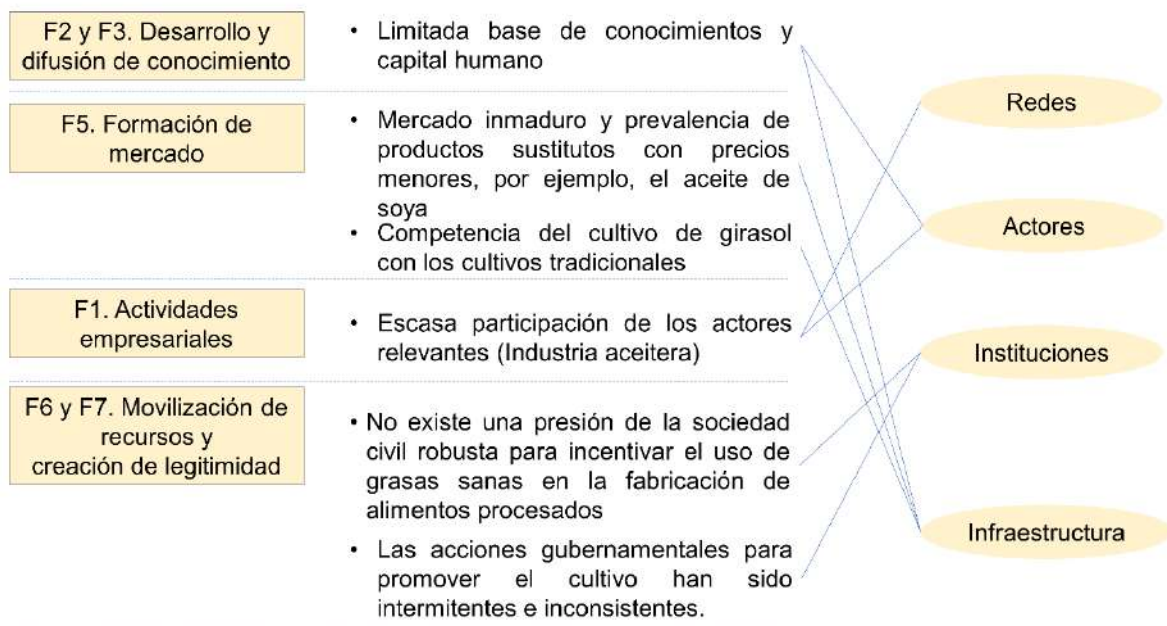 F2 y F3. Desarrollo y
difusión de conocimiento
• Limitada base de conocimientos y
capital humano
F5. Formación de
mercado
• Mercado inmaduro y prevalencia de
productos sustitutos con precios
menores, por ejemplo, el aceite de
soya
• Competencia del cultivo de girasol
con los cultivos tradicionales
F1. Actividades
empresariales
• Escasa participación de los actores
relevantes (Industria aceitera)
F6 y F7. Movilización de
recursos y
creación de legitimidad
• No existe una presión de la sociedad
civil robusta para incentivar el uso de
grasas sanas en la fabricación de
alimentos procesados
• Las acciones gubernamentales para
promover el cultivo han sido
intermitentes e inconsistentes.
Redes
Actores
Instituciones
Infraestructura